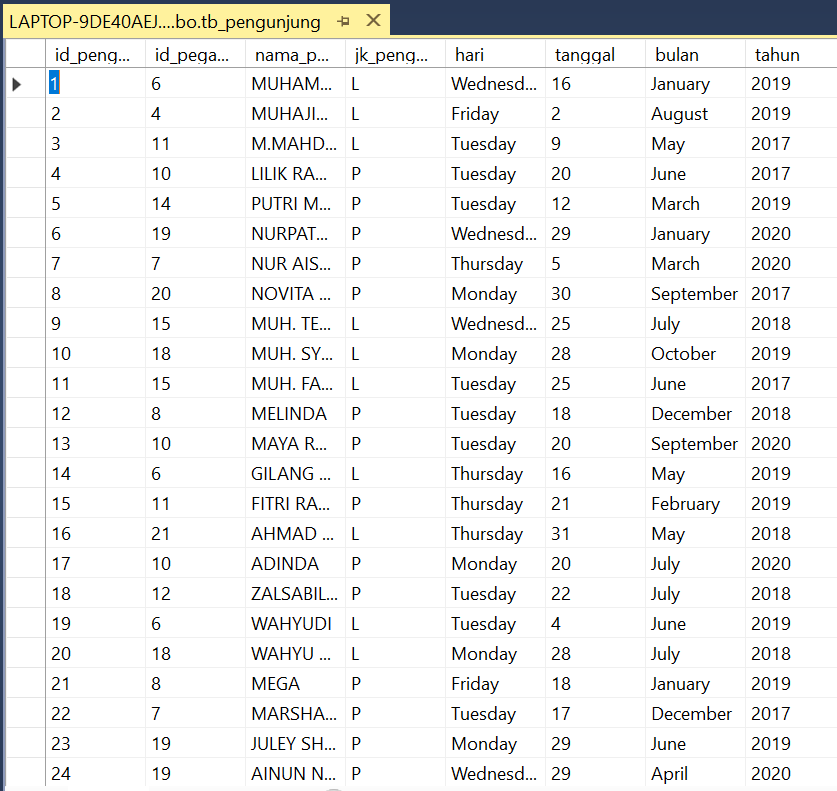 LAPTOP-9DE40AEJ....bo.tb_pengunjung
id_peng... id_pega... nama_p... jk_peng... hari tanggal bulan tahun
1 6 MUHAM... L Wednesd... 16 January 2019
2 4 MUHAJI... L Friday 2 August 2019
3 11 M.MAHD... L Tuesday 9 May 2017
4 10 LILIK RA... P Tuesday 20 June 2017
5 14 PUTRI M... P Tuesday 12 March 2019
6 19 NURPAT... P Wednesd... 29 January 2020
7 7 NUR AIS... P Thursday 5 March 2020
8 20 NOVITA ... P Monday 30 September 2017
9 15 MUH. TE... L Wednesd... 25 July 2018
10 18 MUH. SY... L Monday 28 October 2019
11 15 MUH. FA... L Tuesday 25 June 2017
12 8 MELINDA P Tuesday 18 December 2018
13 10 MAYA R... P Tuesday 20 September 2020
14 6 GILANG ... L Thursday 16 May 2019
15 11 FITRI RA... P Thursday 21 February 2019
16 21 AHMAD ... L Thursday 31 May 2018
17 10 ADINDA P Monday 20 July 2020
18 12 ZALSABIL... P Tuesday 22 July 2018
19 6 WAHYUDI L Tuesday 4 June 2019
20 18 WAHYU ... L Monday 28 July 2018
21 8 MEGA P Friday 18 January 2019
22 7 MARSHA... P Tuesday 17 December 2017
23 19 JULEY SH... P Monday 29 June 2019
24 19 AINUN N... P Wednesd... 29 April 2020